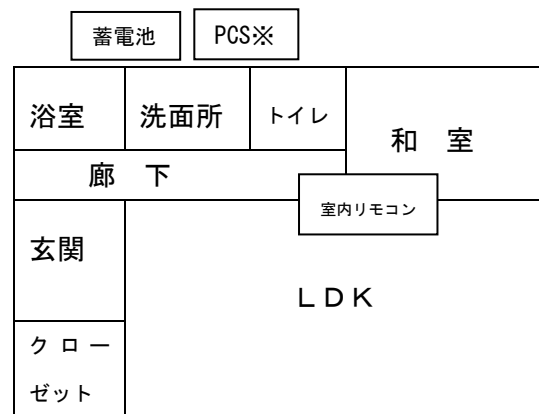 蓄電池 PCS※
浴室 洗面所 トイレ 和 室
廊 下
室内リモコン
玄関
LDK
クロー
ゼット